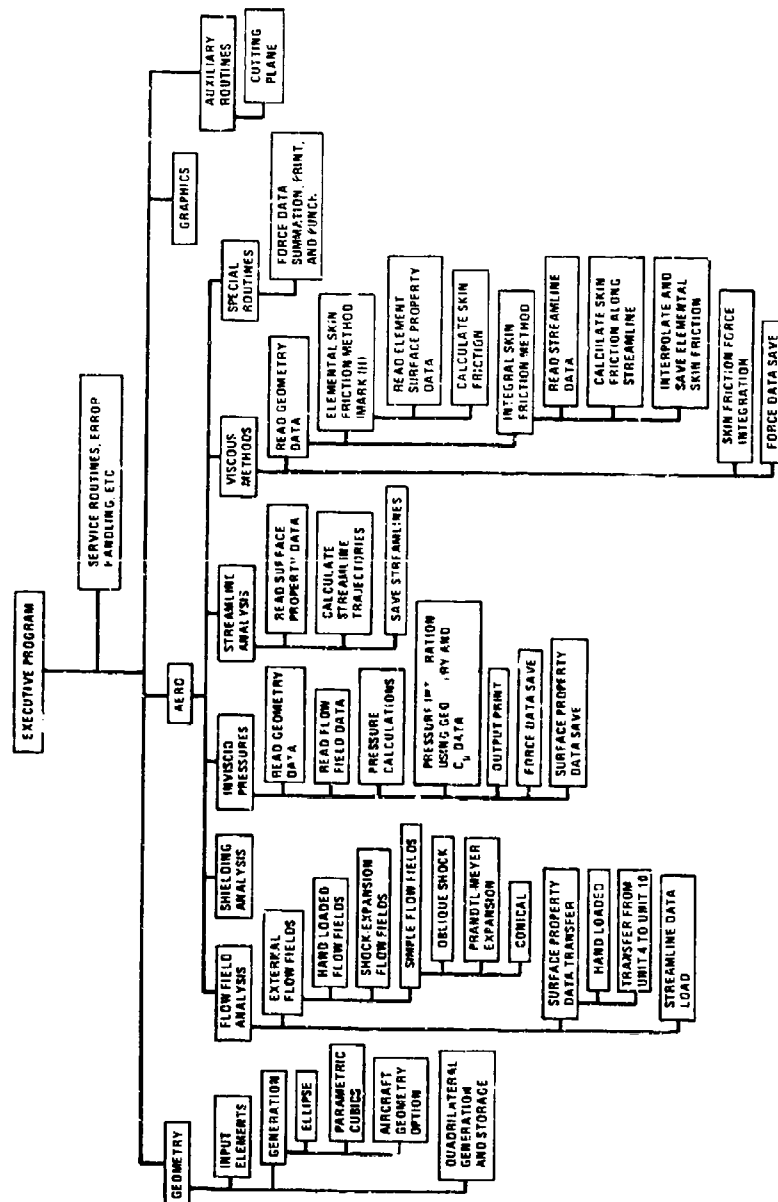 EXECUTIVE PROGRAM
SERVICE ROUTINES, ERROR
HANDLING, ETC
GEOMETRY
INPUT
ELEMENTS
GENERATION
ELLIPSE
PARAMETRIC
CUBICS
AIRCRAFT
GEOMETRY
OPTION
QUADRILATERAL
GENERATION
AND STORAGE
AERO
FLOW FIELD
ANALYSIS
EXTERNAL
FLOW FIELDS
HAND LOADED
FLOW FIELDS
SHOCK-EXPANSION
FLOW FIELDS
SIMPLE FLOW FIELDS
OBLIQUE SHOCK
PRANDTL-MEYER
EXPANSION
CONICAL
SURFACE PROPERTY
DATA TRANSFER
HAND LOADED
TRANSFER FROM
UNIT 4 TO UNIT 10
STREAMLINE DATA
LOAD
SHIELDING
ANALYSIS
INVISCID
PRESSURES
READ GEOMETRY
DATA
READ FLOW
FIELD DATA
PRESSURE
CALCULATIONS
PRESSURE RATION
USING GEO RY AND
DATA
OUTPUT PRINT
FORCE DATA SAVE
SURFACE PROPERTY
DATA SAVE
STREAMLINE
ANALYSIS
READ SURFACE
PROPERTY DATA
CALCULATE
STREAMLINE
TRAJECTORIES
SAVE STREAMLINES
VISCOUS
METHODS
READ GEOMETRY
DATA
ELEMENTAL SKIN
FRICTION METHOD
(MARK III)
READ ELEMENT
SURFACE PROPERTY
DATA
CALCULATE SKIN
FRICTION
INTEGRAL SKIN
FRICTION METHOD
READ STREAMLINE
DATA
CALCULATE SKIN
FRICTION ALONG
STREAMLINE
INTERPOLATE AND
SAVE ELEMENTAL
SKIN FRICTION
SKIN FRICTION FORCE
INTEGRATION
FORCE DATA SAVE
SPECIAL
ROUTINES
FORCE DATA
SUMMATION, PRINT,
AND PUNCH
GRAPHICS
AUXILIARY
ROUTINES
CUTTING
PLANE